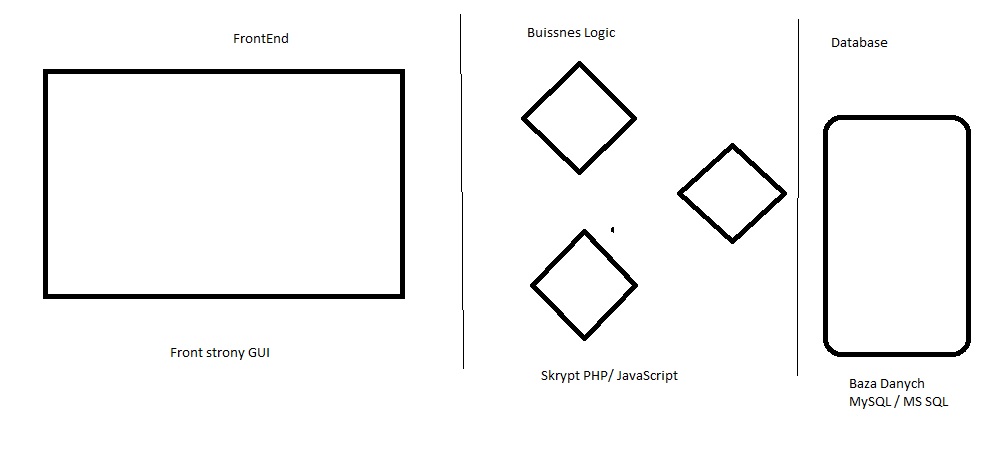 FrontEnd
Buissnes Logic
Database
Front strony GUI
Skrypt PHP/ JavaScript
Baza Danych
MySQL / MS SQL